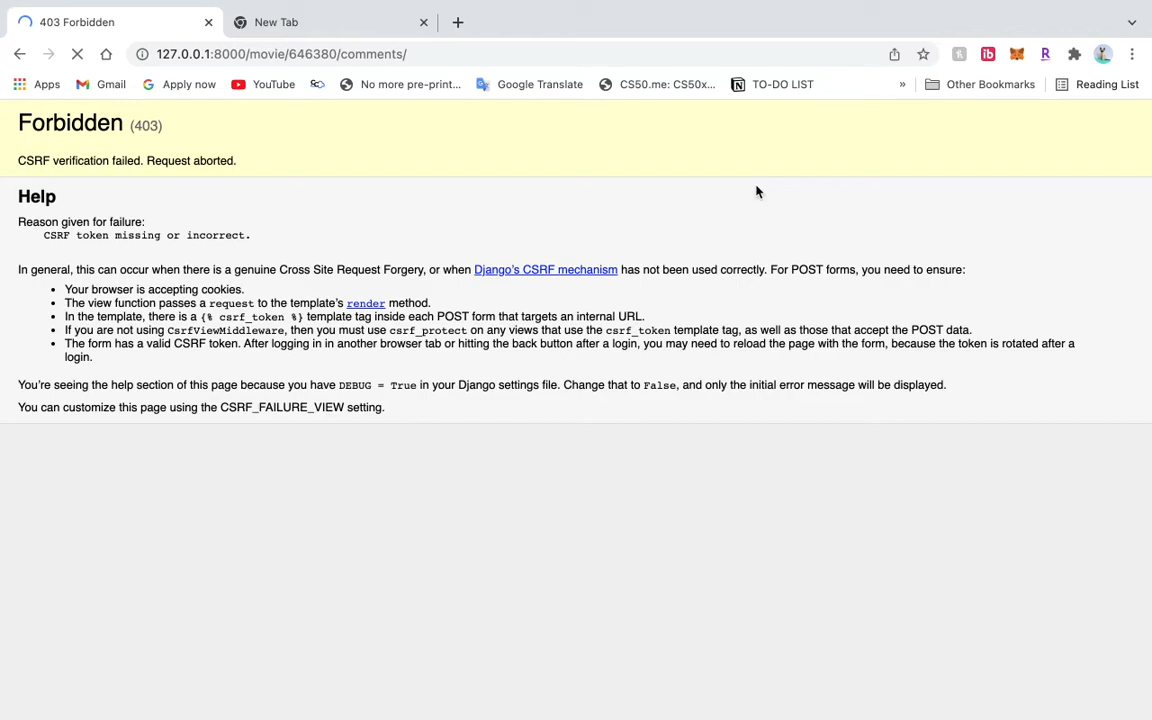 403 Forbidden
New Tab
127.0.0.1:8000/movie/646380/comments/
Apps Gmail Apply now YouTube No more pre-print... Google Translate CS50.me: CS50x... TO-DO LIST » Other Bookmarks Reading List
Forbidden (403)
CSRF verification failed. Request aborted.
Help
Reason given for failure:
CSRF token missing or incorrect.
In general, this can occur when there is a genuine Cross Site Request Forgery, or when Django's CSRF mechanism has not been used correctly. For POST forms, you need to ensure:
• Your browser is accepting cookies.
• The view function passes a request to the template's render method.
• In the template, there is a {% csrf_token %} template tag inside each POST form that targets an internal URL.
• If you are not using CsrfViewMiddleware, then you must use csrf_protect on any views that use the csrf_token template tag, as well as those that accept the POST data.
• The form has a valid CSRF token. After logging in in another browser tab or hitting the back button after a login, you may need to reload the page with the form, because the token is rotated after a
login.
You're seeing the help section of this page because you have DEBUG = True in your Django settings file. Change that to False, and only the initial error message will be displayed.
You can customize this page using the CSRF_FAILURE_VIEW setting.